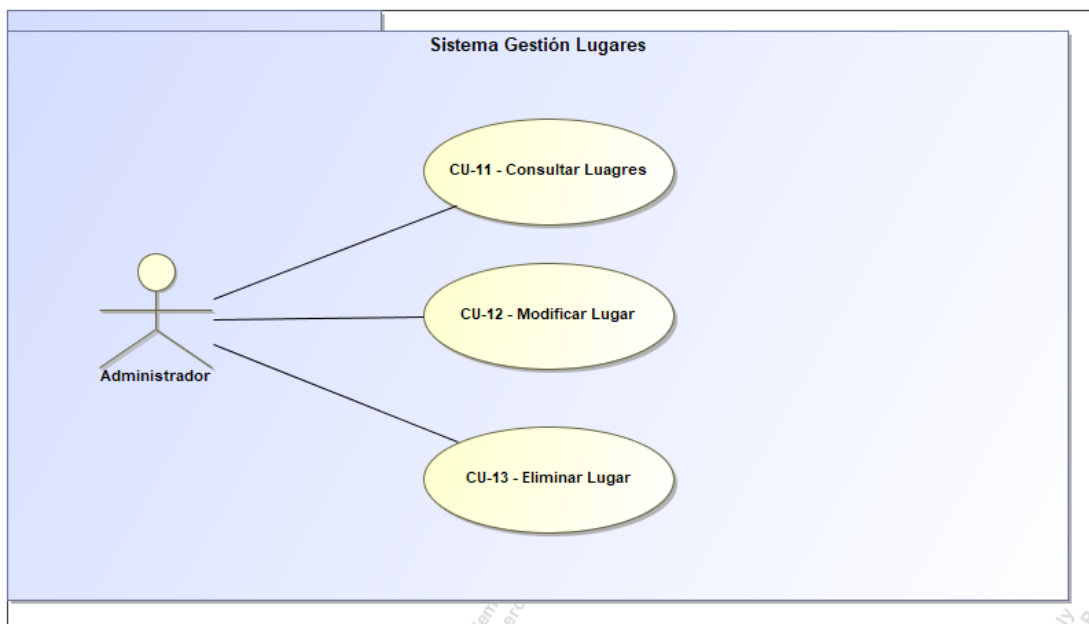 Sistema Gestión Lugares
CU-11 - Consultar Luagres
CU-12 - Modificar Lugar
Administrador
CU-13 - Eliminar Lugar